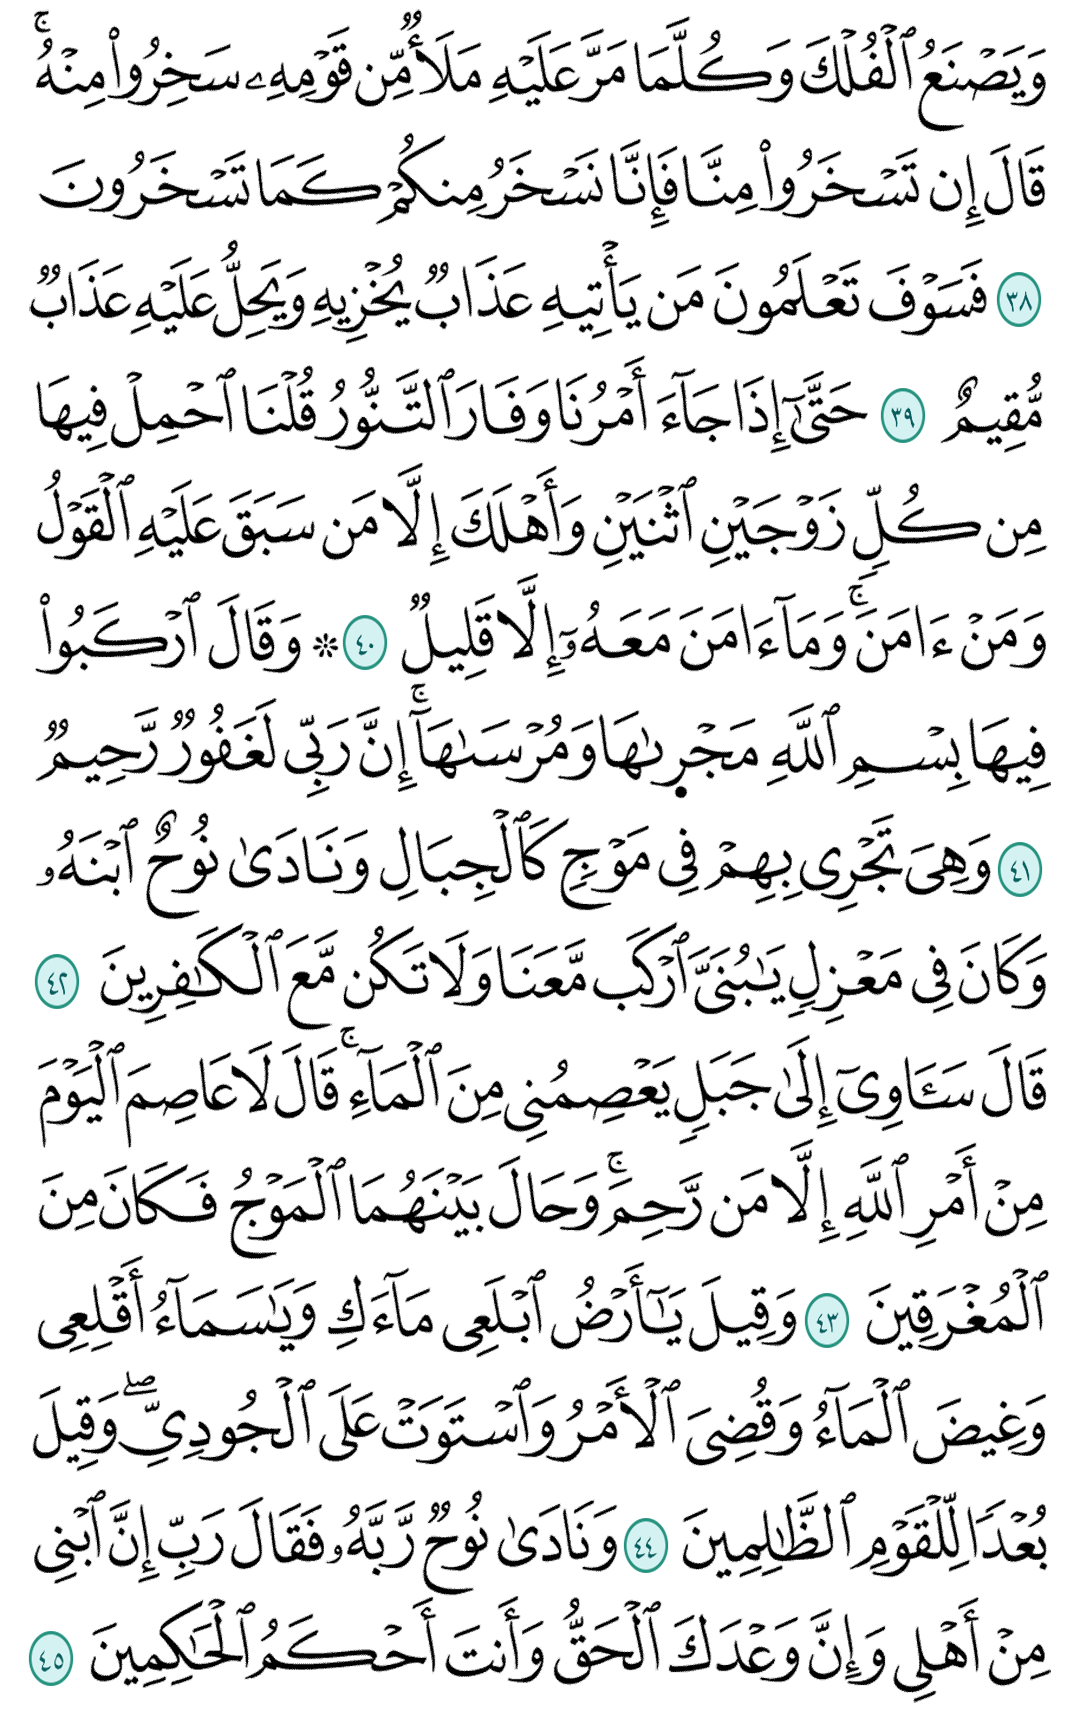 وَيَصۡنَعُ ٱلۡفُلۡكَ وَكُلَّمَا مَرَّ عَلَيۡهِ مَلَأٞ مِّن قَوۡمِهِۦ سَخِرُواْ مِنۡهُۚ
قَالَ إِن تَسۡخَرُواْ مِنَّا فَإِنَّا نَسۡخَرُ مِنكُمۡ كَمَا تَسۡخَرُونَ
٣٨ فَسَوۡفَ تَعۡلَمُونَ مَن يَأۡتِيهِ عَذَابٞ يُخۡزِيهِ وَيَحِلُّ عَلَيۡهِ عَذَابٞ
مُّقِيمٌ ٣٩ حَتَّىٰٓ إِذَا جَآءَ أَمۡرُنَا وَفَارَ ٱلتَّنُّورُ قُلۡنَا ٱحۡمِلۡ فِيهَا
مِن كُلّٖ زَوۡجَيۡنِ ٱثۡنَيۡنِ وَأَهۡلَكَ إِلَّا مَن سَبَقَ عَلَيۡهِ ٱلۡقَوۡلُ
وَمَنۡ ءَامَنَۚ وَمَآ ءَامَنَ مَعَهُۥٓ إِلَّا قَلِيلٞ ٤٠ ۞ وَقَالَ ٱرۡكَبُواْ
فِيهَا بِسۡمِ ٱللَّهِ مَجۡرٜىٰهَا وَمُرۡسَىٰهَآۚ إِنَّ رَبِّي لَغَفُورٞ رَّحِيمٞ
٤١ وَهِيَ تَجۡرِي بِهِمۡ فِي مَوۡجٖ كَٱلۡجِبَالِ وَنَادَىٰ نُوحٌ ٱبۡنَهُۥ
وَكَانَ فِي مَعۡزِلٖ يَٰبُنَيَّ ٱرۡكَب مَّعَنَا وَلَا تَكُن مَّعَ ٱلۡكَٰفِرِينَ ٤٢
قَالَ سَـَٔاوِيٓ إِلَىٰ جَبَلٖ يَعۡصِمُنِي مِنَ ٱلۡمَآءِۚ قَالَ لَا عَاصِمَ ٱلۡيَوۡمَ
مِنۡ أَمۡرِ ٱللَّهِ إِلَّا مَن رَّحِمَۚ وَحَالَ بَيۡنَهُمَا ٱلۡمَوۡجُ فَكَانَ مِنَ
ٱلۡمُغۡرَقِينَ ٤٣ وَقِيلَ يَٰٓأَرۡضُ ٱبۡلَعِي مَآءَكِ وَيَٰسَمَآءُ أَقۡلِعِي
وَغِيضَ ٱلۡمَآءُ وَقُضِيَ ٱلۡأَمۡرُ وَٱسۡتَوَتۡ عَلَى ٱلۡجُودِيِّۖ وَقِيلَ
بُعۡدٗا لِّلۡقَوۡمِ ٱلظَّٰلِمِينَ ٤٤ وَنَادَىٰ نُوحٞ رَّبَّهُۥ فَقَالَ رَبِّ إِنَّ ٱبۡنِي
مِنۡ أَهۡلِي وَإِنَّ وَعۡدَكَ ٱلۡحَقُّ وَأَنتَ أَحۡكَمُ ٱلۡحَٰكِمِينَ ٤٥